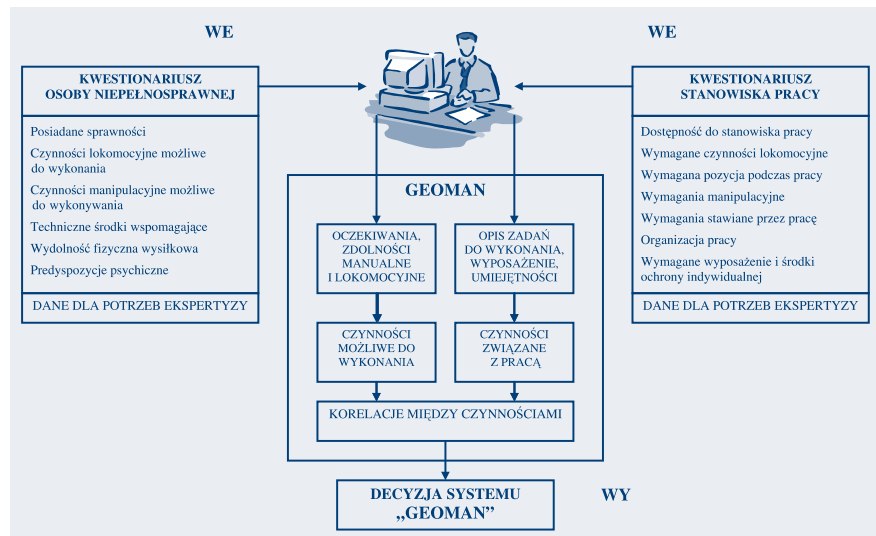 WE
KWESTIONARIUSZ
OSOBY NIEPEŁNOSPRAWNEJ
Posiadane sprawności
Czynności lokomocyjne możliwe
do wykonania
Czynności manipulacyjne możliwe
do wykonywania
Techniczne środki wspomagające
Wydolność fizyczna wysiłkowa
Predyspozycje psychiczne
DANE DLA POTRZEB EKSPERTYZY
WE
KWESTIONARIUSZ
STANOWISKA PRACY
Dostępność do stanowiska pracy
Wymagane czynności lokomocyjne
Wymagana pozycja podczas pracy
Wymagania manipulacyjne
Wymagania stawiane przez pracę
Organizacja pracy
Wymagane wyposażenie i środki
ochrony indywidualnej
DANE DLA POTRZEB EKSPERTYZY
GEOMAN
OCZEKIWANIA,
ZDOLNOŚCI
MANUALNE
I LOKOMOCYJNE
OPIS ZADAŃ
DO WYKONANIA,
WYPOSAŻENIE,
UMIEJĘTNOŚCI
CZYNNOŚCI
MOŻLIWE DO
WYKONANIA
CZYNNOŚCI
ZWIĄZANE
Z PRACĄ
KORELACJE MIĘDZY CZYNNOŚCIAMI
DECYZJA SYSTEMU
„GEOMAN”
WY